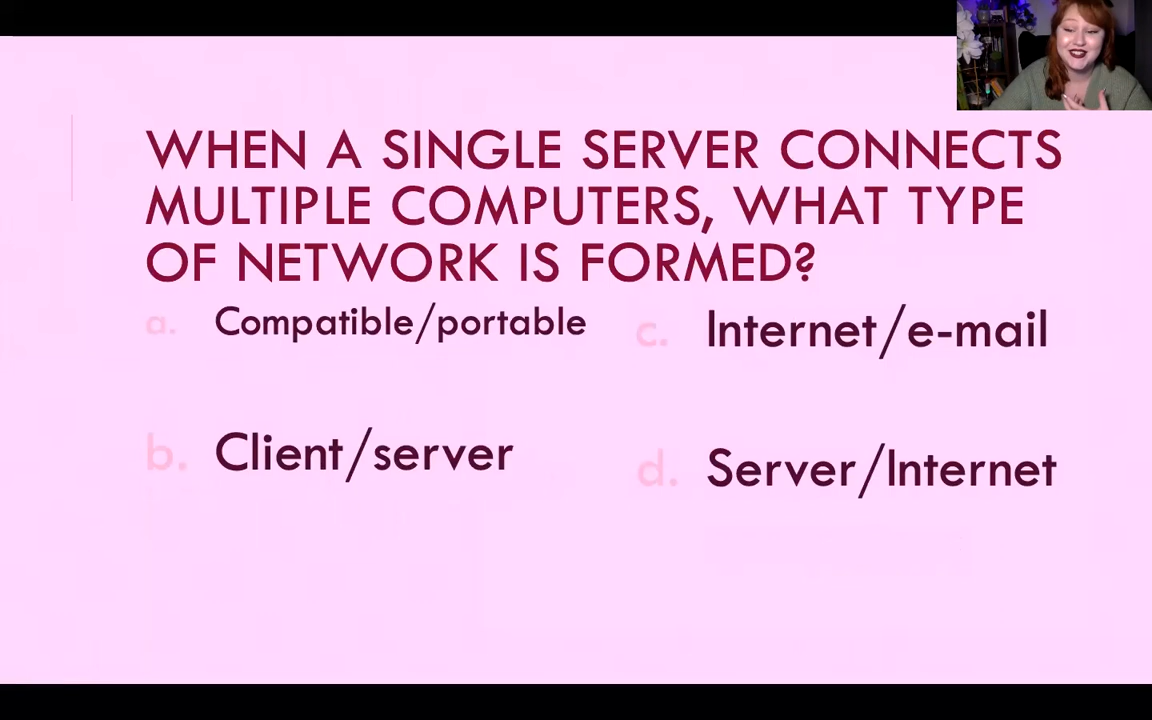 WHEN A SINGLE SERVER CONNECTS
MULTIPLE COMPUTERS, WHAT TYPE
OF NETWORK IS FORMED?
a. Compatible/portable
b. Client/server
c. Internet/e-mail
d. Server/Internet